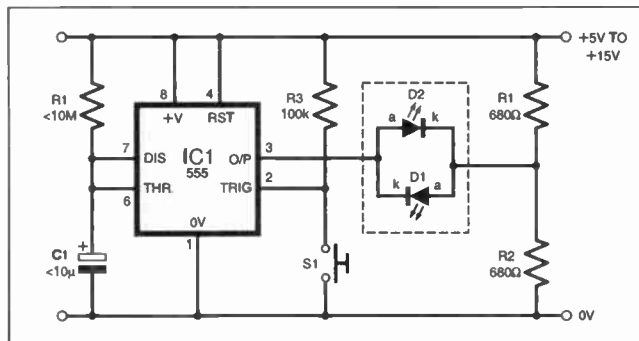 +5V TO
+15V
R1
<10M
8
+V
4
RST
R3
100k
D2
a
k
R1
680Ω
7
DIS
IC1
555
O/P
3
6
THR
TRIG
2
k
D1
a
0V
1
C1
+
<10µ
S1
R2
680Ω
0V